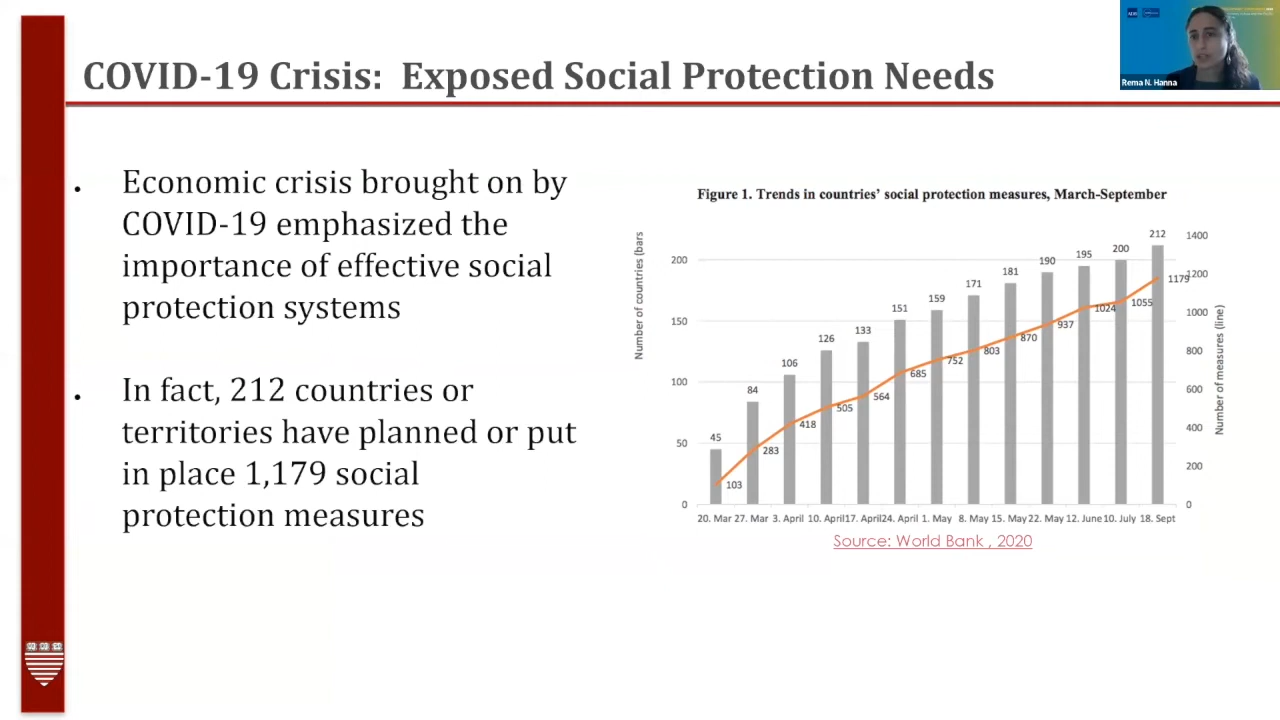 COVID-19 Crisis: Exposed Social Protection Needs
Rema N. Hanna
• Economic crisis brought on by
COVID-19 emphasized the
importance of effective social
protection systems
• In fact, 212 countries or
territories have planned or put
in place 1,179 social
protection measures
Figure 1. Trends in countries' social protection measures, March-September
Number of countries (bars
200
150
100
50
0
45
84
106
126
133
151
159
171
181
190
195
200
212
103
283
418
505
564
685
752
803
870
937
1024
1055
1179
1400
1200
1000
800
600
400
200
0
Number of measures (line)
20. Mar 27. Mar 3. April 10. April 17. April 24. April 1. May 8. May 15. May 22. May 12. June 10. July 18. Sept
Source: World Bank , 2020